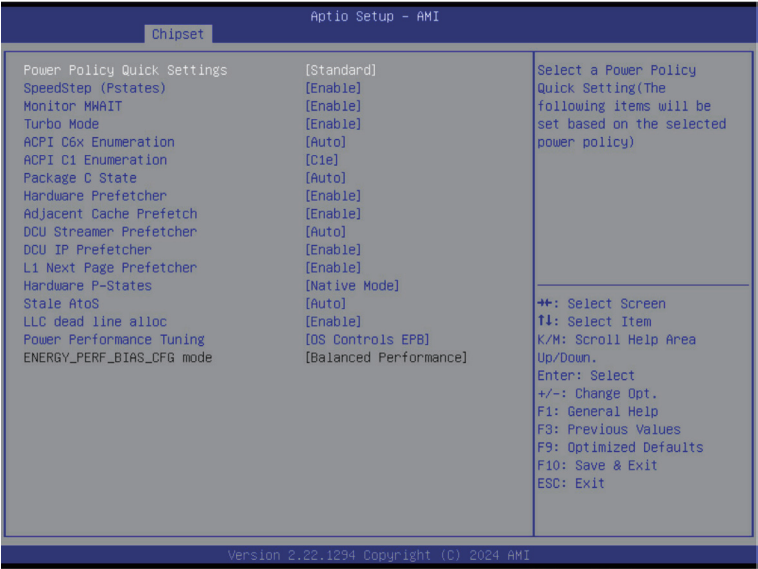 Aptio Setup – AMI
Chipset
Power Policy Quick Settings [Standard]
SpeedStep (Pstates) [Enable]
Monitor MWAIT [Enable]
Turbo Mode [Enable]
ACPI C6x Enumeration [Auto]
ACPI C1 Enumeration [C1e]
Package C State [Auto]
Hardware Prefetcher [Enable]
Adjacent Cache Prefetch [Enable]
DCU Streamer Prefetcher [Auto]
DCU IP Prefetcher [Enable]
L1 Next Page Prefetcher [Enable]
Hardware P-States [Native Mode]
Stale AtoS [Auto]
LLC dead line alloc [Enable]
Power Performance Tuning [OS Controls EPB]
ENERGY_PERF_BIAS_CFG mode [Balanced Performance]
Select a Power Policy
Quick Setting(The
following items will be
set based on the selected
power policy)
→←: Select Screen
↑↓: Select Item
K/M: Scroll Help Area
Up/Down.
Enter: Select
+/-: Change Opt.
F1: General Help
F3: Previous Values
F9: Optimized Defaults
F10: Save & Exit
ESC: Exit
Version 2.22.1294 Copyright (C) 2024 AMI